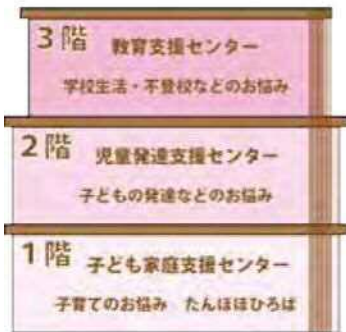 3階 教育支援センター
学校生活・不登校などのお悩み
2階 児童発達支援センター
子どもの発達などのお悩み
1階 子ども家庭支援センター
子育てのお悩み たんぽぽひろば